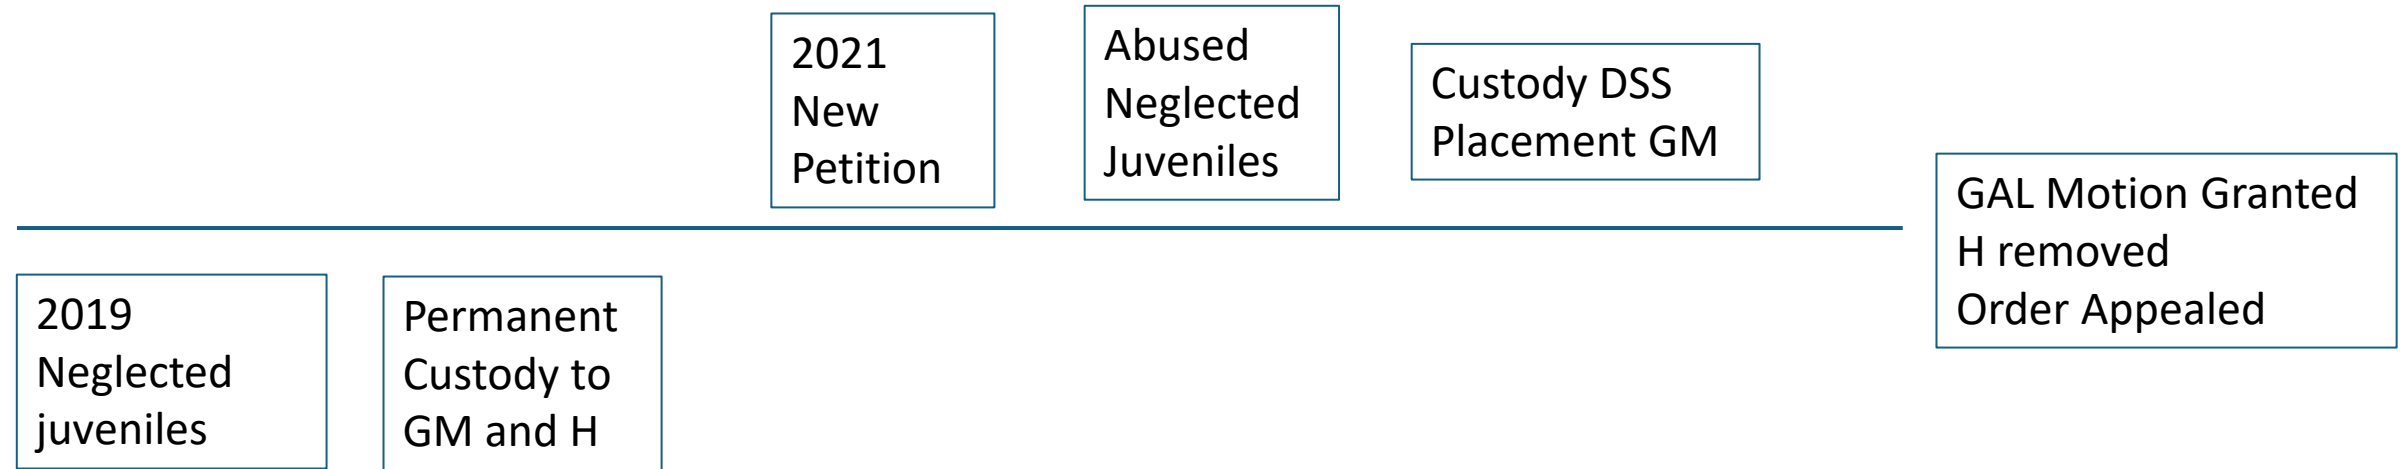 2019
Neglected
juveniles
Permanent
Custody to
GM and H
2021
New
Petition
Abused
Neglected
Juveniles
Custody DSS
Placement GM
GAL Motion Granted
H removed
Order Appealed